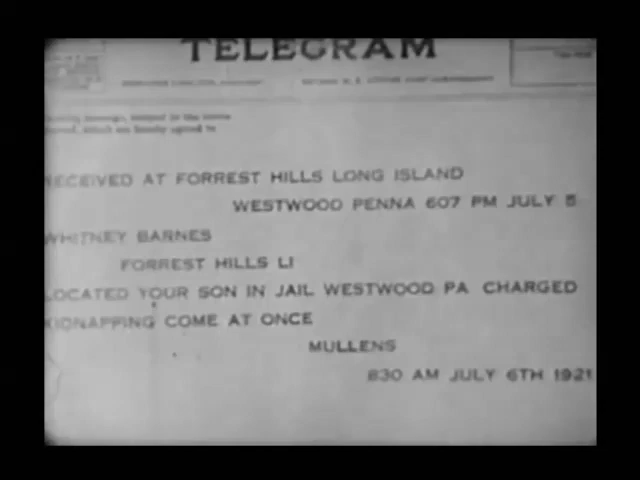 TELEGRAM
RECEIVED AT FORREST HILLS LONG ISLAND
WESTWOOD PENNA 607 PM JULY 5
WHITNEY BARNES
FORREST HILLS LI
LOCATED YOUR SON IN JAIL WESTWOOD PA CHARGED
KIDNAPPING COME AT ONCE
MULLENS
830 AM JULY 6TH 1921